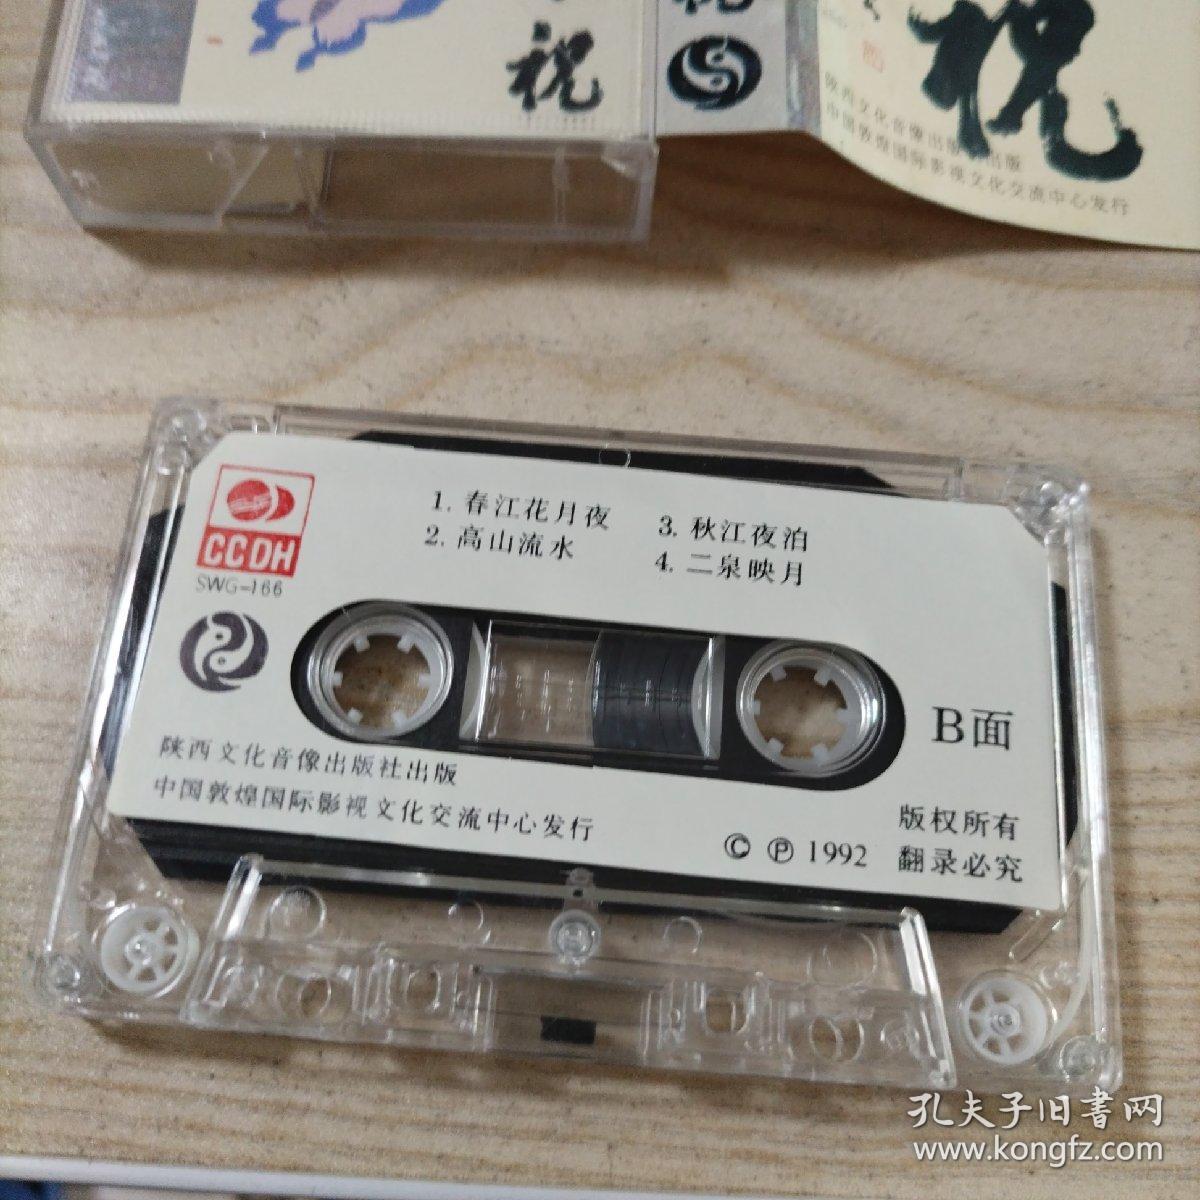 祝
祝
陕西文化音像出版社出版
中国敦煌国际影视文化交流中心发行
CCDH
SWG-166
1. 春江花月夜
2. 高山流水
3. 秋江夜泊
4. 二泉映月
B面
陕西文化音像出版社出版
中国敦煌国际影视文化交流中心发行
© ℗ 1992
版权所有
翻录必究
孔夫子旧書网
www.kongfz.com